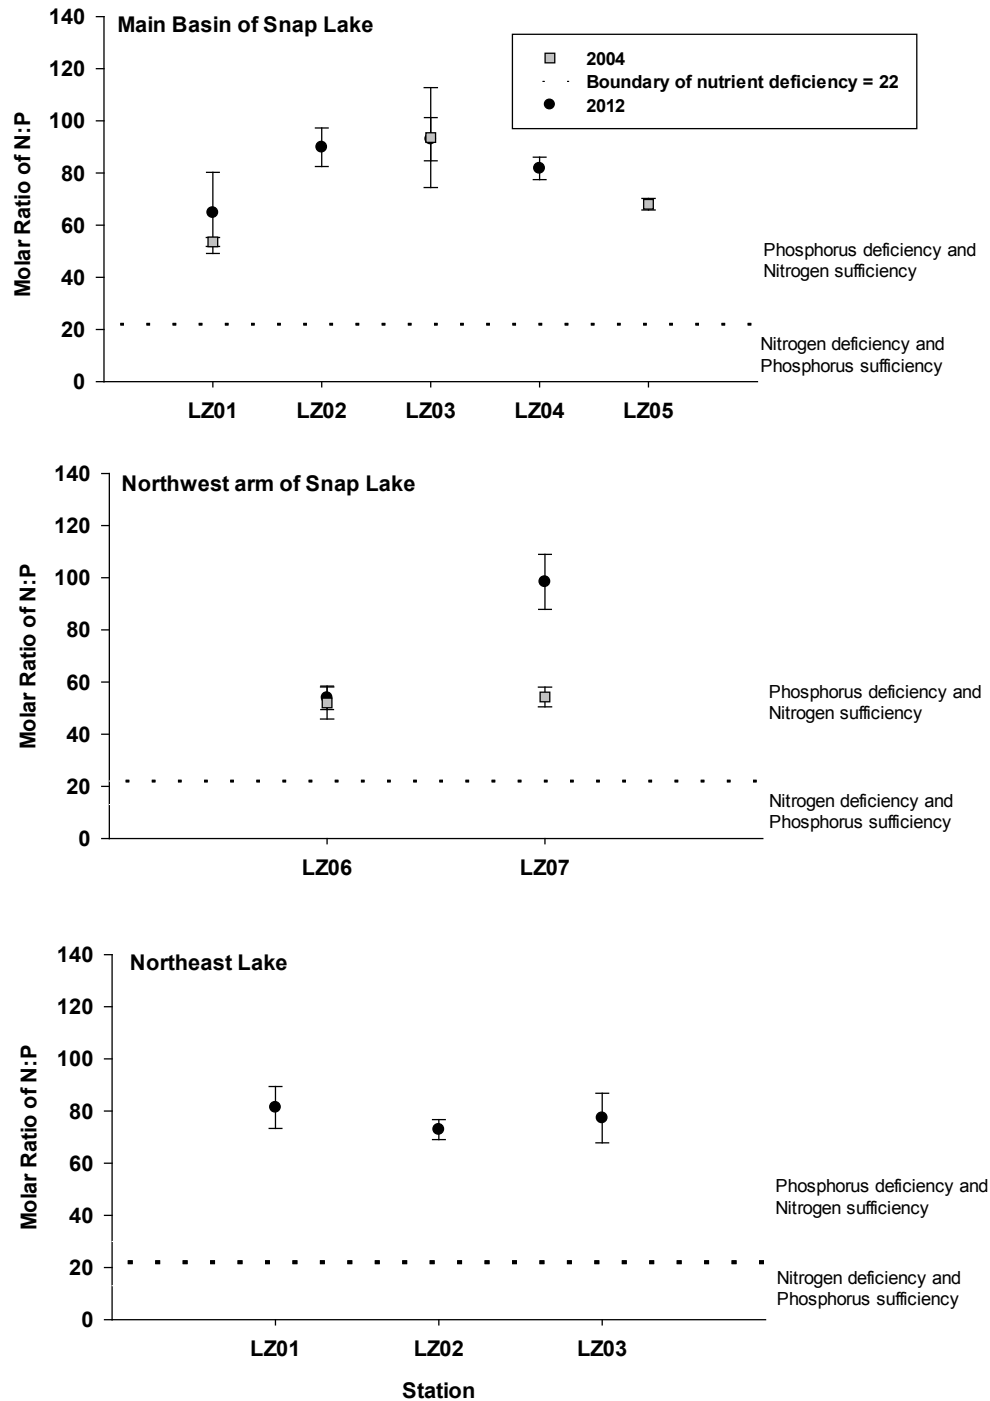 Main Basin of Snap Lake
2004
Boundary of nutrient deficiency = 22
2012
Molar Ratio of N:P
140
120
100
80
60
40
20
0
Phosphorus deficiency and
Nitrogen sufficiency
Nitrogen deficiency and
Phosphorus sufficiency
LZ01 LZ02 LZ03 LZ04 LZ05
Northwest arm of Snap Lake
Molar Ratio of N:P
140
120
100
80
60
40
20
0
Phosphorus deficiency and
Nitrogen sufficiency
Nitrogen deficiency and
Phosphorus sufficiency
LZ06 LZ07
Northeast Lake
Molar Ratio of N:P
140
120
100
80
60
40
20
0
Phosphorus deficiency and
Nitrogen sufficiency
Nitrogen deficiency and
Phosphorus sufficiency
LZ01 LZ02 LZ03
Station